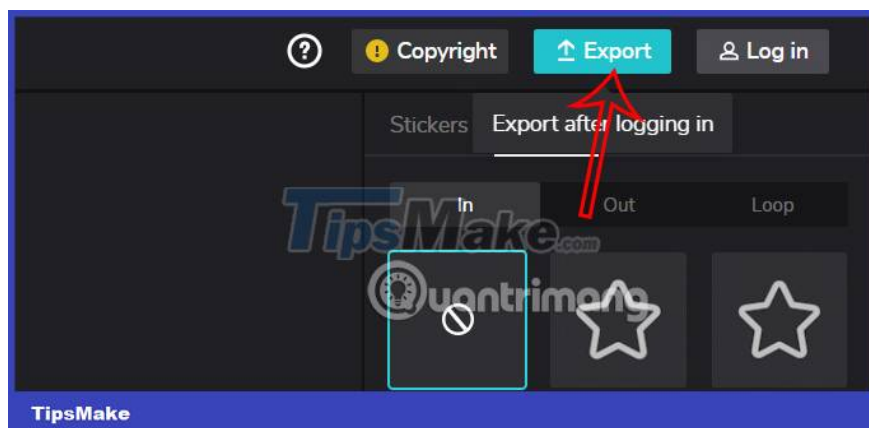 ? ! Copyright Export Log in
Stickers Export after logging in
In Out Loop
TipsMake.com
Quantrimang
TipsMake